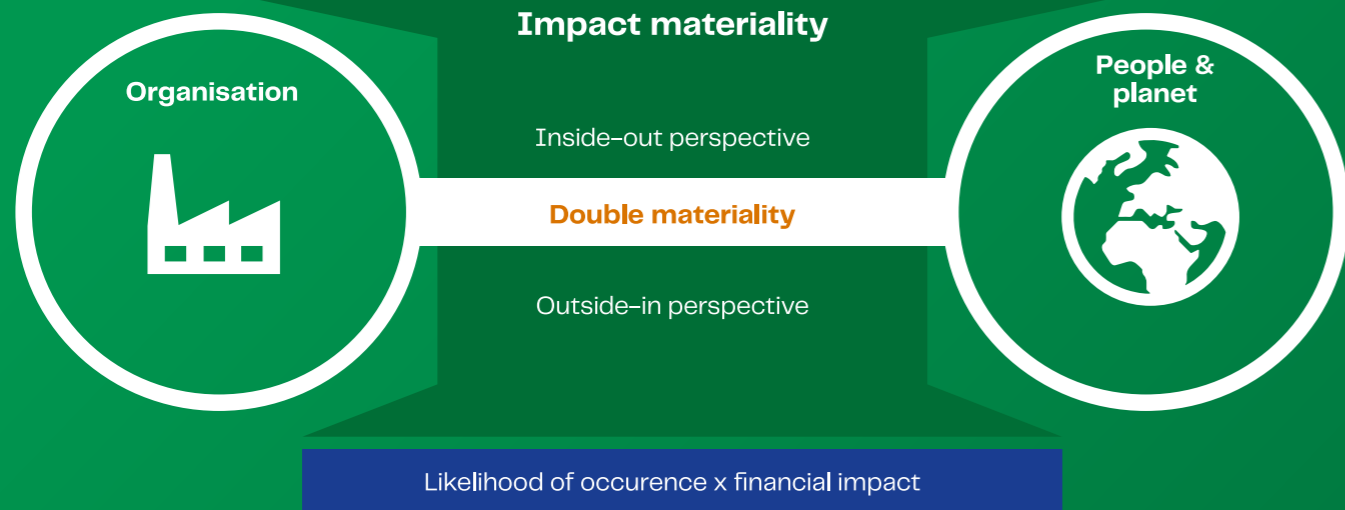 Impact materiality
Organisation
People &
planet
Inside-out perspective
Double materiality
Outside-in perspective
Likelihood of occurence x financial impact